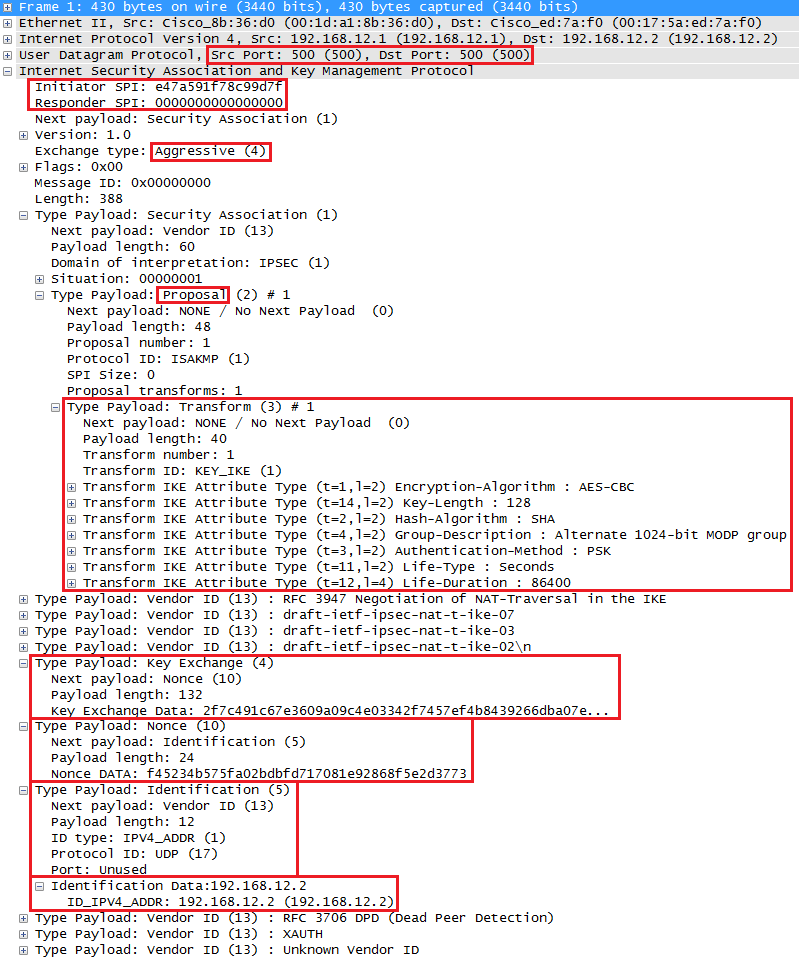 Frame 1: 430 bytes on wire (3440 bits), 430 bytes captured (3440 bits)
Ethernet II, Src: Cisco_8b:36:d0 (00:1d:a1:8b:36:d0), Dst: Cisco_ed:7a:f0 (00:17:5a:ed:7a:f0)
Internet Protocol Version 4, Src: 192.168.12.1 (192.168.12.1), Dst: 192.168.12.2 (192.168.12.2)
User Datagram Protocol, Src Port: 500 (500), Dst Port: 500 (500)
Internet Security Association and Key Management Protocol
Initiator SPI: e47a591f78c99d7f
Responder SPI: 0000000000000000
Next payload: Security Association (1)
Version: 1.0
Exchange type: Aggressive (4)
Flags: 0x00
Message ID: 0x00000000
Length: 388
Type Payload: Security Association (1)
Next payload: Vendor ID (13)
Payload length: 60
Domain of interpretation: IPSEC (1)
Situation: 00000001
Type Payload: Proposal (2) # 1
Next payload: NONE / No Next Payload  (0)
Payload length: 48
Proposal number: 1
Protocol ID: ISAKMP (1)
SPI Size: 0
Proposal transforms: 1
Type Payload: Transform (3) # 1
Next payload: NONE / No Next Payload  (0)
Payload length: 40
Transform number: 1
Transform ID: KEY_IKE (1)
Transform IKE Attribute Type (t=1,l=2) Encryption-Algorithm : AES-CBC
Transform IKE Attribute Type (t=14,l=2) Key-Length : 128
Transform IKE Attribute Type (t=2,l=2) Hash-Algorithm : SHA
Transform IKE Attribute Type (t=4,l=2) Group-Description : Alternate 1024-bit MODP group
Transform IKE Attribute Type (t=3,l=2) Authentication-Method : PSK
Transform IKE Attribute Type (t=11,l=2) Life-Type : Seconds
Transform IKE Attribute Type (t=12,l=4) Life-Duration : 86400
Type Payload: Vendor ID (13) : RFC 3947 Negotiation of NAT-Traversal in the IKE
Type Payload: Vendor ID (13) : draft-ietf-ipsec-nat-t-ike-07
Type Payload: Vendor ID (13) : draft-ietf-ipsec-nat-t-ike-03
Type Payload: Vendor ID (13) : draft-ietf-ipsec-nat-t-ike-02\n
Type Payload: Key Exchange (4)
Next payload: Nonce (10)
Payload length: 132
Key Exchange Data: 2f7c491c67e3609a09c4e03342f7457ef4b8439266dba07e...
Type Payload: Nonce (10)
Next payload: Identification (5)
Payload length: 24
Nonce DATA: f45234b575fa02bdbfd717081e92868f5e2d3773
Type Payload: Identification (5)
Next payload: Vendor ID (13)
Payload length: 12
ID type: IPV4_ADDR (1)
Protocol ID: UDP (17)
Port: Unused
Identification Data:192.168.12.2
ID_IPV4_ADDR: 192.168.12.2 (192.168.12.2)
Type Payload: Vendor ID (13) : RFC 3706 DPD (Dead Peer Detection)
Type Payload: Vendor ID (13) : XAUTH
Type Payload: Vendor ID (13) : Unknown Vendor ID